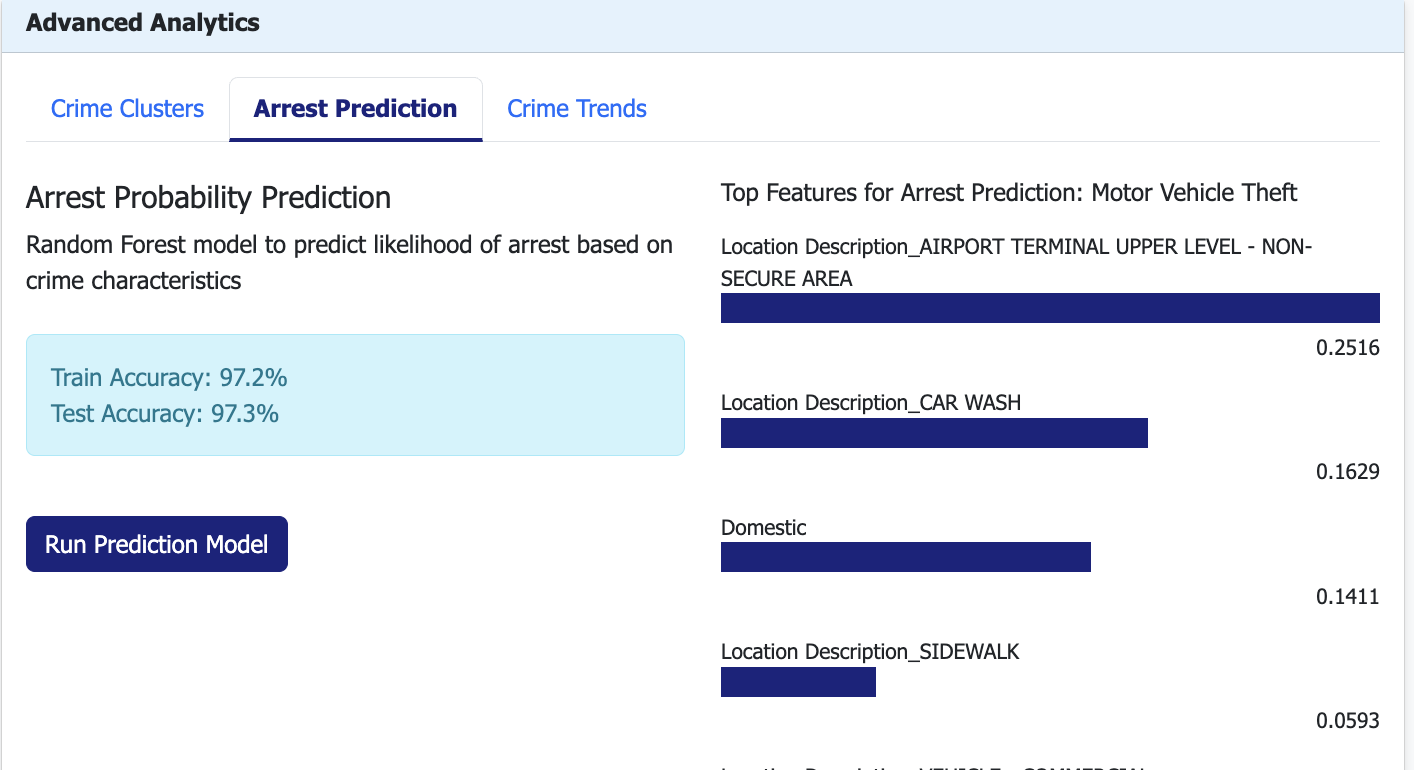 Advanced Analytics
Crime Clusters
Arrest Prediction
Crime Trends
Arrest Probability Prediction
Random Forest model to predict likelihood of arrest based on
crime characteristics
Train Accuracy: 97.2%
Test Accuracy: 97.3%
Run Prediction Model
Top Features for Arrest Prediction: Motor Vehicle Theft
Location Description_AIRPORT TERMINAL UPPER LEVEL - NON-
SECURE AREA
0.2516
Location Description_CAR WASH
0.1629
Domestic
0.1411
Location Description_SIDEWALK
0.0593
Location Description_VEHICLE - COMMERCIAL